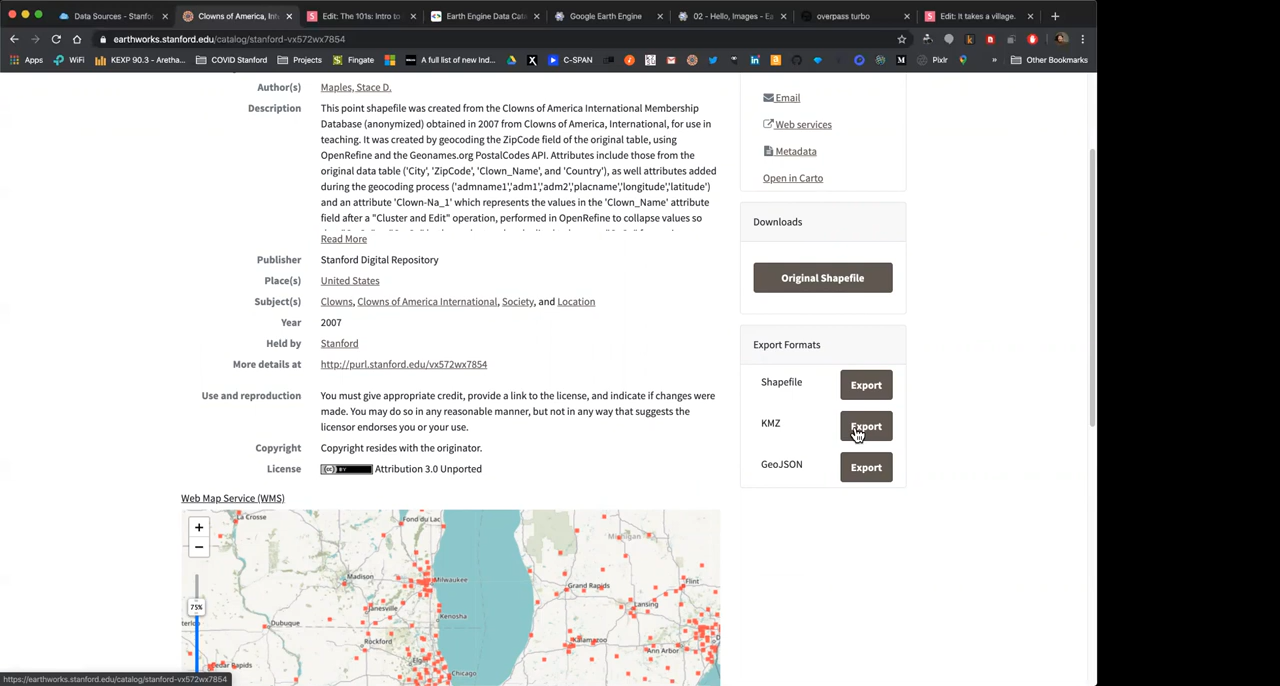 Data Sources - Stanfo
Clowns of America, Int
Edit: The 101s: Intro to
Earth Engine Data Cat
Google Earth Engine
02 - Hello, Images - Ea
overpass turbo
Edit: It takes a village.
earthworks.stanford.edu/catalog/stanford-vx572wx7854
Apps
WiFi
KEXP 90.3 - Aretha...
COVID Stanford
Projects
Fingate
A full list of new Ind...
C-SPAN
Pixlr
Other Bookmarks
Author(s) Maples, Stace D.
Description This point shapefile was created from the Clowns of America International Membership
Database (anonymized) obtained in 2007 from Clowns of America, International, for use in
teaching. It was created by geocoding the ZipCode field of the original table, using
OpenRefine and the Geonames.org PostalCodes API. Attributes include those from the
original data table ('City', 'ZipCode', 'Clown_Name', and 'Country'), as well attributes added
during the geocoding process ('admname1','adm1','adm2','placname','longitude','latitude')
and an attribute 'Clown-Na_1' which represents the values in the 'Clown_Name' attribute
field after a "Cluster and Edit" operation, performed in OpenRefine to collapse values so
Read More
Publisher Stanford Digital Repository
Place(s) United States
Subject(s) Clowns, Clowns of America International, Society, and Location
Year 2007
Held by Stanford
More details at http://purl.stanford.edu/vx572wx7854
Use and reproduction You must give appropriate credit, provide a link to the license, and indicate if changes were
made. You may do so in any reasonable manner, but not in any way that suggests the
licensor endorses you or your use.
Copyright Copyright resides with the originator.
License Attribution 3.0 Unported
Web Map Service (WMS)
+
−
75%
La Crosse
Fond du Lac
Michigan
Madison
Milwaukee
Grand Rapids
Flint
Janesville
Lansing
Kenosha
Dubuque
Rockford
Kalamazoo
Ann Arbor
Elgin
Cedar Rapids
Chicago
Email
Web services
Metadata
Open in Carto
Downloads
Original Shapefile
Export Formats
Shapefile Export
KMZ Export
GeoJSON Export
https://earthworks.stanford.edu/catalog/stanford-vx572wx7854